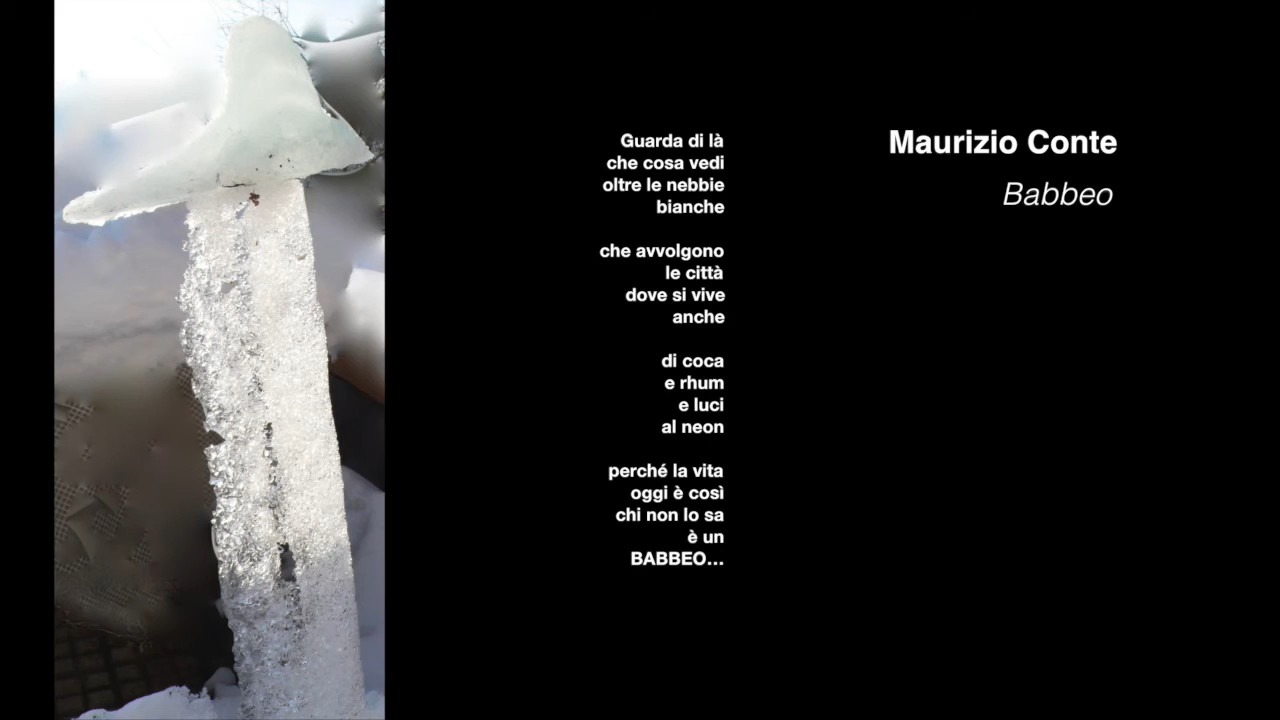 Guarda di là
che cosa vedi
oltre le nebbie
bianche
che avvolgono
le città
dove si vive
anche
di coca
e rhum
e luci
al neon
perché la vita
oggi è così
chi non lo sa
è un
BABBEO...
Maurizio Conte
Babbeo